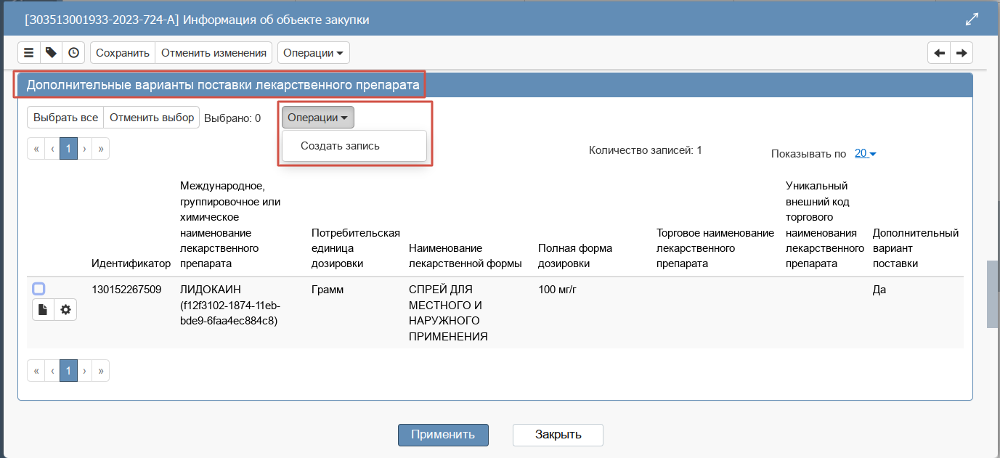 [303513001933-2023-724-A] Информация об объекте закупки
Сохранить Отменить изменения Операции
Дополнительные варианты поставки лекарственного препарата
Выбрать все Отменить выбор Выбрано: 0 Операции
Создать запись
« ‹ 1 › »
Количество записей: 1
Показывать по 20
Идентификатор
Международное,
группировочное или
химическое
наименование
лекарственного
препарата
Потребительская
единица
дозировки
Наименование
лекарственной формы
Полная форма
дозировки
Торговое наименование
лекарственного
препарата
Уникальный
внешний код
торгового
наименования
лекарственного
препарата
Дополнительный
вариант
поставки
130152267509
ЛИДОКАИН
(f12f3102-1874-11eb-
bde9-6faa4ec884c8)
Грамм
СПРЕЙ ДЛЯ
МЕСТНОГО И
НАРУЖНОГО
ПРИМЕНЕНИЯ
100 мг/г
Да
« ‹ 1 › »
Применить Закрыть